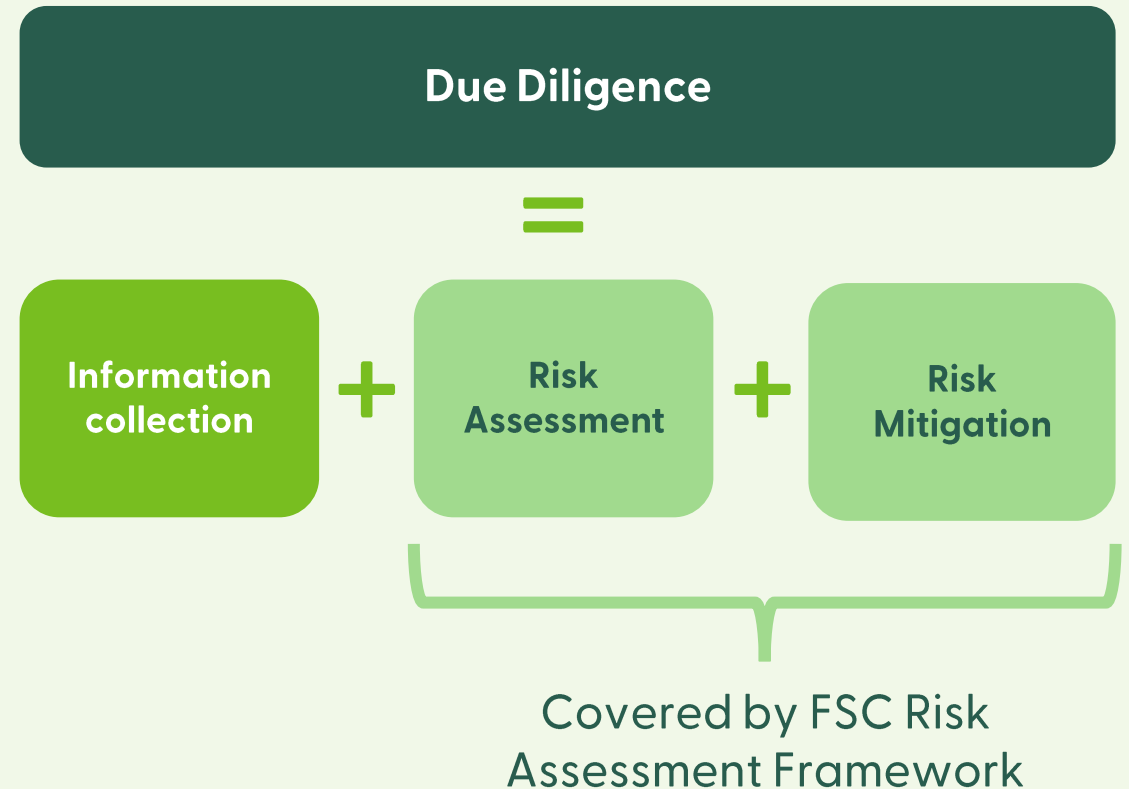 Due Diligence
=
Information
collection
+
Risk
Assessment
+
Risk
Mitigation
Covered by FSC Risk
Assessment Framework